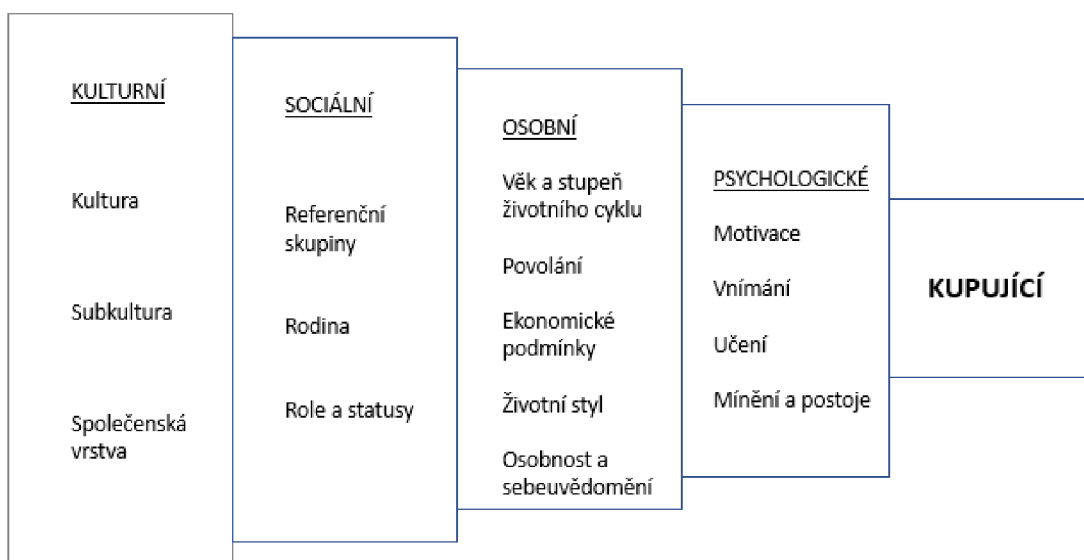 KULTURNÍ
Kultura
Subkultura
Společenská
vrstva
SOCIÁLNÍ
Referenční
skupiny
Rodina
Role a statusy
OSOBNÍ
Věk a stupeň
životního cyklu
Povolání
Ekonomické
podmínky
Životní styl
Osobnost a
sebeuvědomění
PSYCHOLOGICKÉ
Motivace
Vnímání
Učení
Mínění a postoje
KUPUJÍCÍ